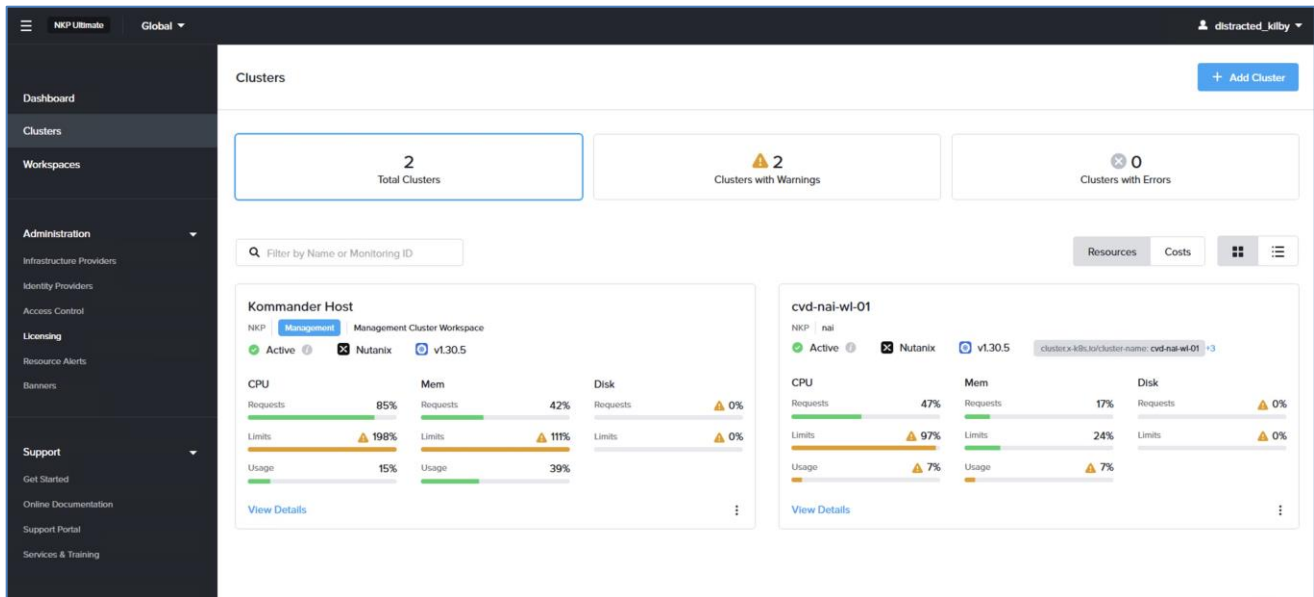 NKP Ultimate Global distracted_kilby
Dashboard
Clusters
Workspaces
Administration
Infrastructure Providers
Identity Providers
Access Control
Licensing
Resource Alerts
Banners
Support
Get Started
Online Documentation
Support Portal
Services & Training
Clusters + Add Cluster
2
Total Clusters
2
Clusters with Warnings
0
Clusters with Errors
Filter by Name or Monitoring ID
Resources Costs
Kommander Host
NKP Management Management Cluster Workspace
Active Nutanix v1.30.5
CPU Mem Disk
Requests 85% Requests 42% Requests 0%
Limits 198% Limits 111% Limits 0%
Usage 15% Usage 39%
View Details
cvd-nai-wl-01
NKP nai
Active Nutanix v1.30.5 cluster.x-k8s.io/cluster-name: cvd-nai-wl-01 +3
CPU Mem Disk
Requests 47% Requests 17% Requests 0%
Limits 97% Limits 24% Limits 0%
Usage 7% Usage 7%
View Details